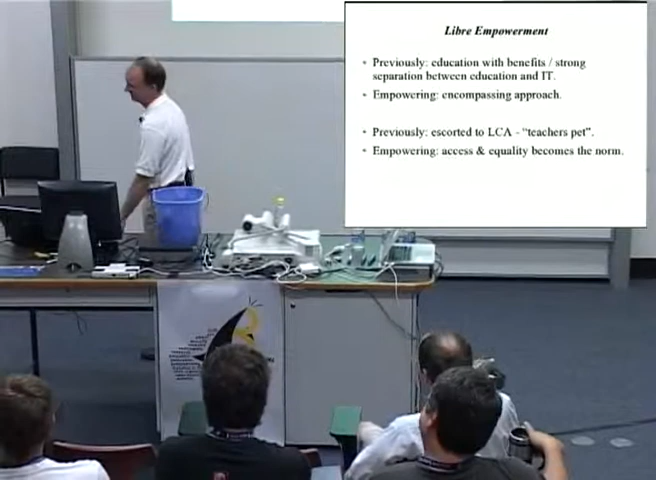 Libre Empowerment
Previously: education with benefits / strong
separation between education and IT.
Empowering: encompassing approach.
Previously: escorted to LCA - “teachers pet”.
Empowering: access & equality becomes the norm.